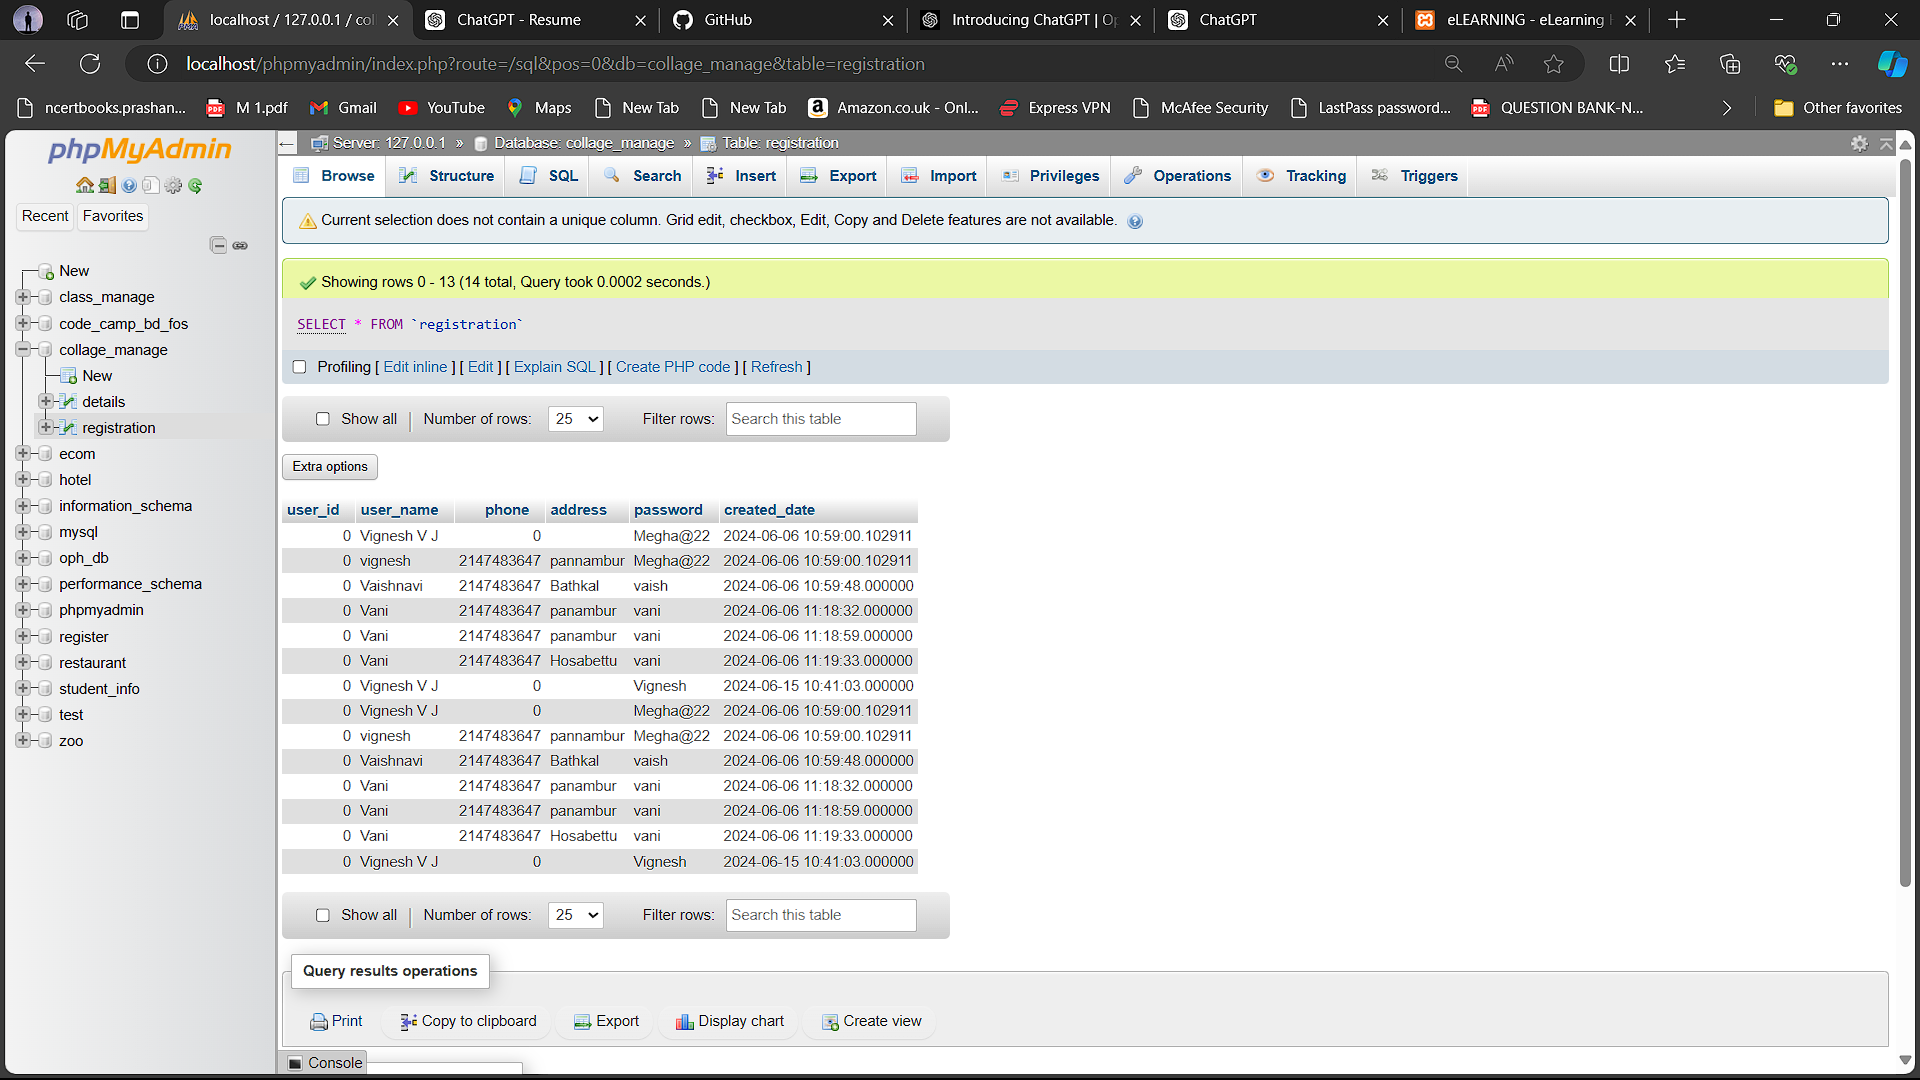 localhost / 127.0.0.1 / co
ChatGPT - Resume
GitHub
Introducing ChatGPT | Op
ChatGPT
eLEARNING - eLearning
localhost/phpmyadmin/index.php?route=/sql&pos=0&db=collage_manage&table=registration
ncertbooks.prashan...
PDF
M 1.pdf
Gmail
YouTube
Maps
New Tab
New Tab
Amazon.co.uk - Onl...
Express VPN
McAfee Security
LastPass password...
PDF
QUESTION BANK-N...
Other favorites
phpMyAdmin
Recent
Favorites
New
class_manage
code_camp_bd_fos
collage_manage
New
details
registration
ecom
hotel
information_schema
mysql
oph_db
performance_schema
phpmyadmin
register
restaurant
student_info
test
zoo
Server: 127.0.0.1 » Database: collage_manage » Table: registration
Browse Structure SQL Search Insert Export Import Privileges Operations Tracking Triggers
Current selection does not contain a unique column. Grid edit, checkbox, Edit, Copy and Delete features are not available.
Showing rows 0 - 13 (14 total, Query took 0.0002 seconds.)
SELECT * FROM `registration`
Profiling [ Edit inline ] [ Edit ] [ Explain SQL ] [ Create PHP code ] [ Refresh ]
Show all | Number of rows: 25 Filter rows: Search this table
Extra options
user_id user_name phone address password created_date
0 Vignesh V J 0 Megha@22 2024-06-06 10:59:00.102911
0 vignesh 2147483647 pannambur Megha@22 2024-06-06 10:59:00.102911
0 Vaishnavi 2147483647 Bathkal vaish 2024-06-06 10:59:48.000000
0 Vani 2147483647 panambur vani 2024-06-06 11:18:32.000000
0 Vani 2147483647 panambur vani 2024-06-06 11:18:59.000000
0 Vani 2147483647 Hosabettu vani 2024-06-06 11:19:33.000000
0 Vignesh V J 0 Vignesh 2024-06-15 10:41:03.000000
0 Vignesh V J 0 Megha@22 2024-06-06 10:59:00.102911
0 vignesh 2147483647 pannambur Megha@22 2024-06-06 10:59:00.102911
0 Vaishnavi 2147483647 Bathkal vaish 2024-06-06 10:59:48.000000
0 Vani 2147483647 panambur vani 2024-06-06 11:18:32.000000
0 Vani 2147483647 panambur vani 2024-06-06 11:18:59.000000
0 Vani 2147483647 Hosabettu vani 2024-06-06 11:19:33.000000
0 Vignesh V J 0 Vignesh 2024-06-15 10:41:03.000000
Show all | Number of rows: 25 Filter rows: Search this table
Query results operations
Print Copy to clipboard Export Display chart Create view
Console